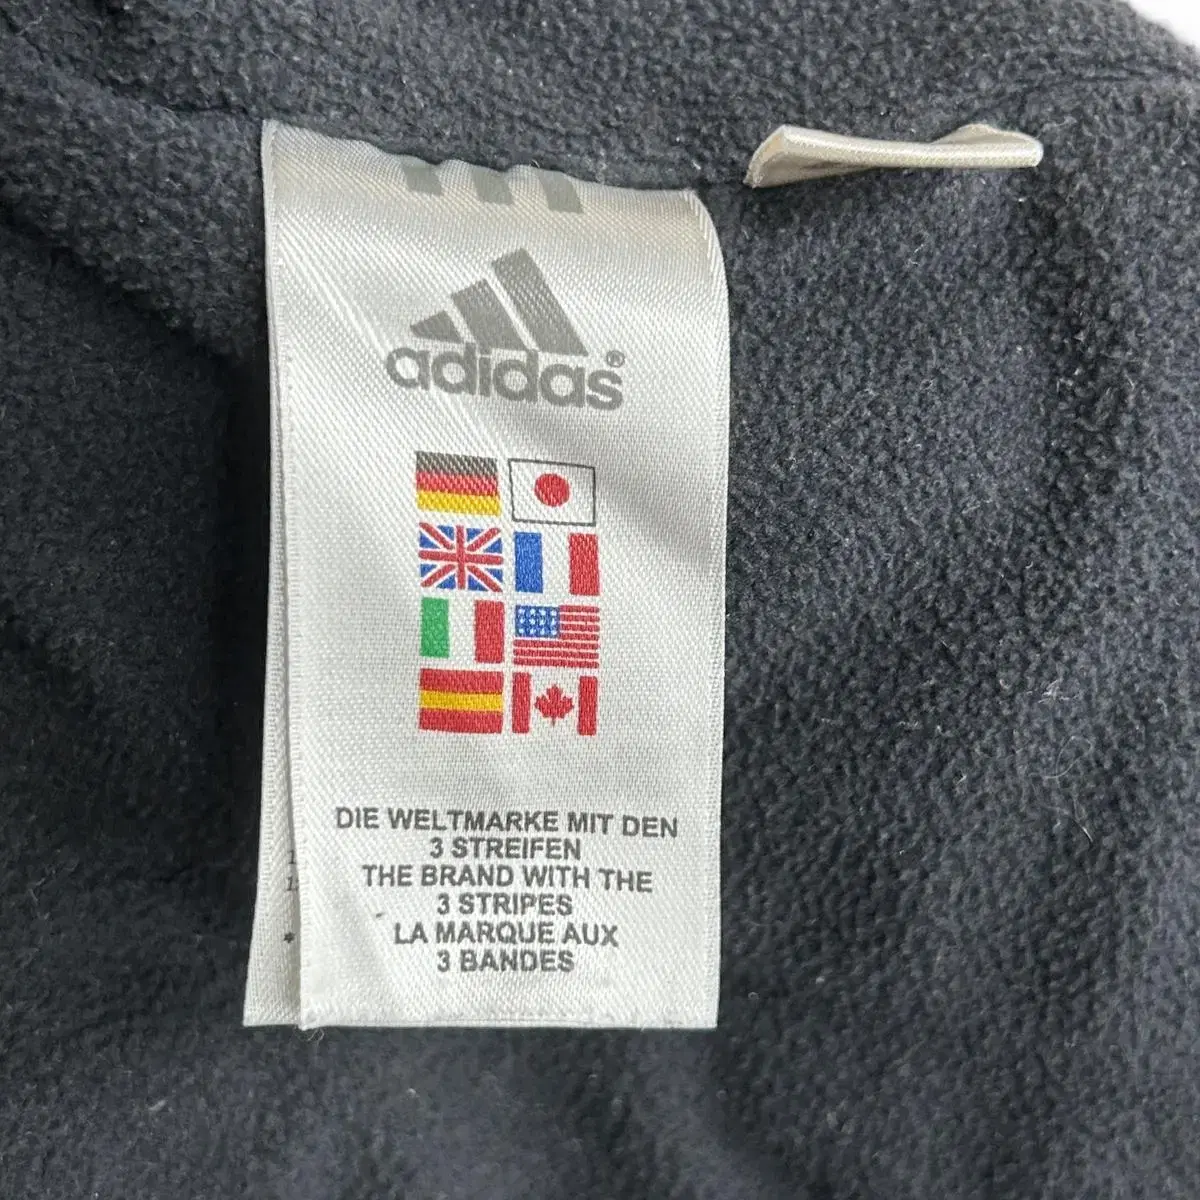 adidas®
DIE WELTMARKE MIT DEN
3 STREIFEN
THE BRAND WITH THE
3 STRIPES
LA MARQUE AUX
3 BANDES